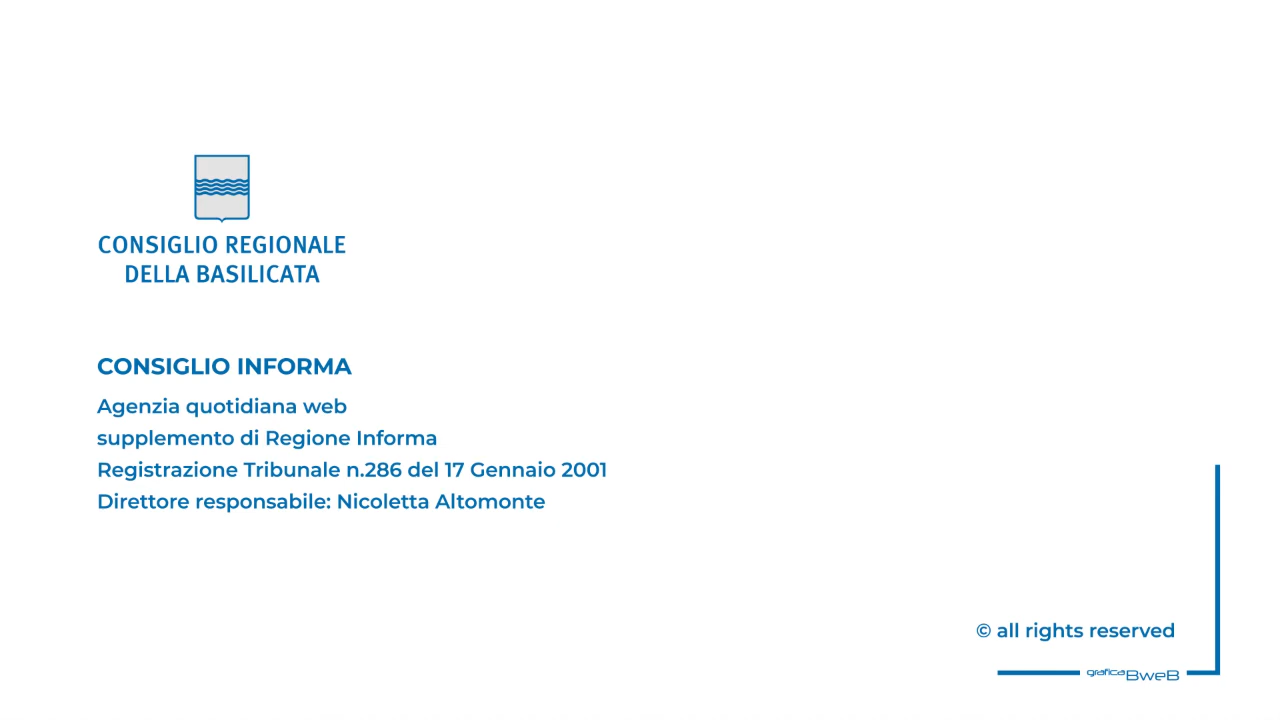 CONSIGLIO REGIONALE
DELLA BASILICATA
CONSIGLIO INFORMA
Agenzia quotidiana web
supplemento di Regione Informa
Registrazione Tribunale n.286 del 17 Gennaio 2001
Direttore responsabile: Nicoletta Altomonte
© all rights reserved
grafica BweB